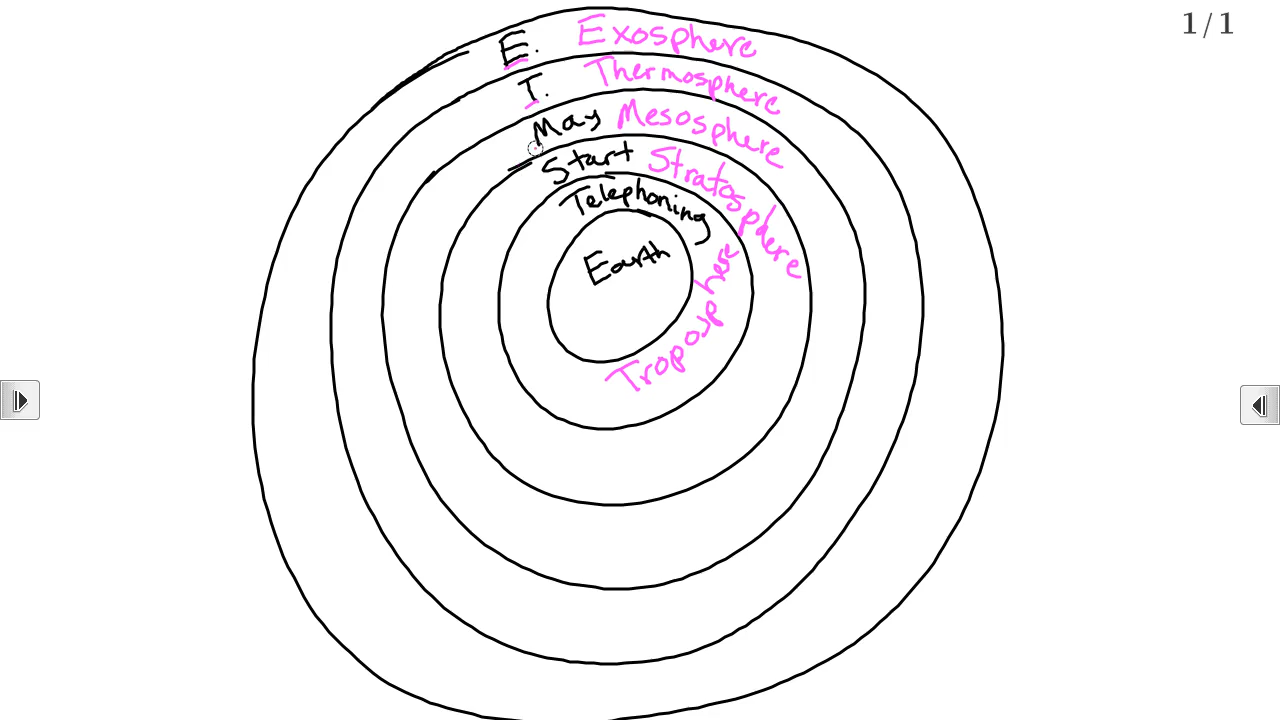 1/1
E. Exosphere
T. Thermosphere
May Mesosphere
Start Stratosphere
Telephoning
Earth
Troposphere